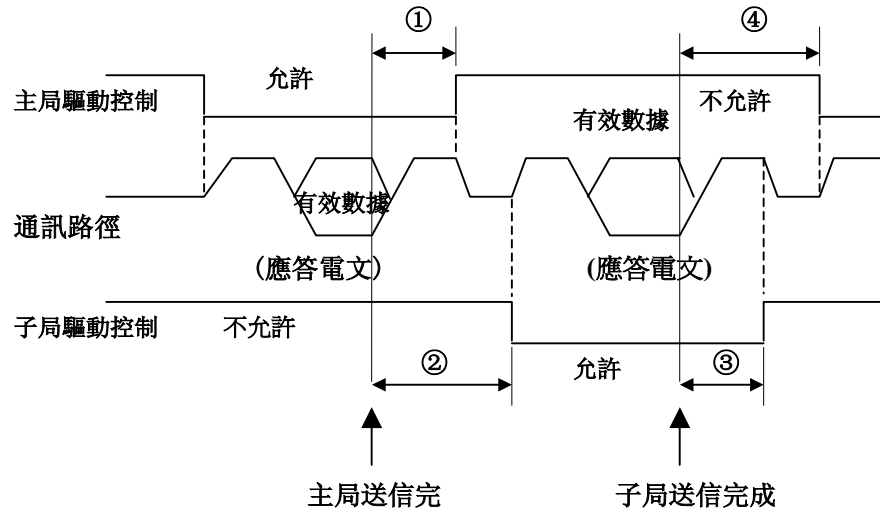 ① ④
允許
主局驅動控制
不允許
有效數據
有效數據
通訊路徑
(應答電文)
(應答電文)
子局驅動控制
不允許
②
允許
③
主局送信完
子局送信完成